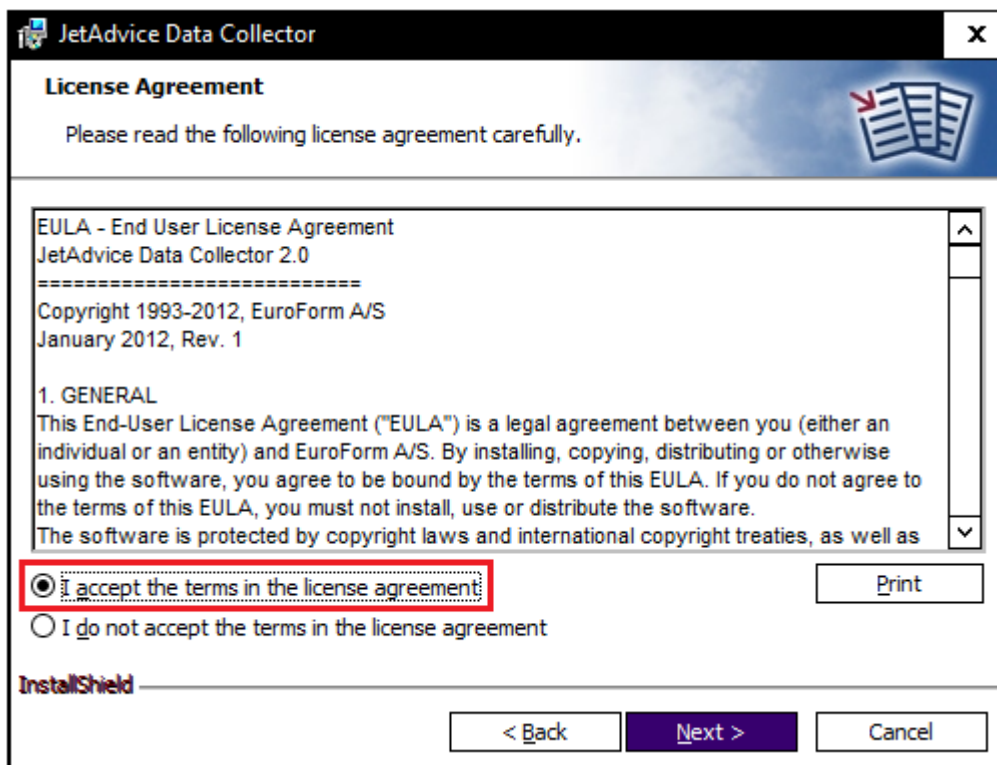 JetAdvice Data Collector
License Agreement
Please read the following license agreement carefully.
EULA - End User License Agreement
JetAdvice Data Collector 2.0
===========================
Copyright 1993-2012, EuroForm A/S
January 2012, Rev. 1
1. GENERAL
This End-User License Agreement ("EULA") is a legal agreement between you (either an
individual or an entity) and EuroForm A/S. By installing, copying, distributing or otherwise
using the software, you agree to be bound by the terms of this EULA. If you do not agree to
the terms of this EULA, you must not install, use or distribute the software.
The software is protected by copyright laws and international copyright treaties, as well as
I accept the terms in the license agreement
Print
I do not accept the terms in the license agreement
InstallShield
< Back
Next >
Cancel